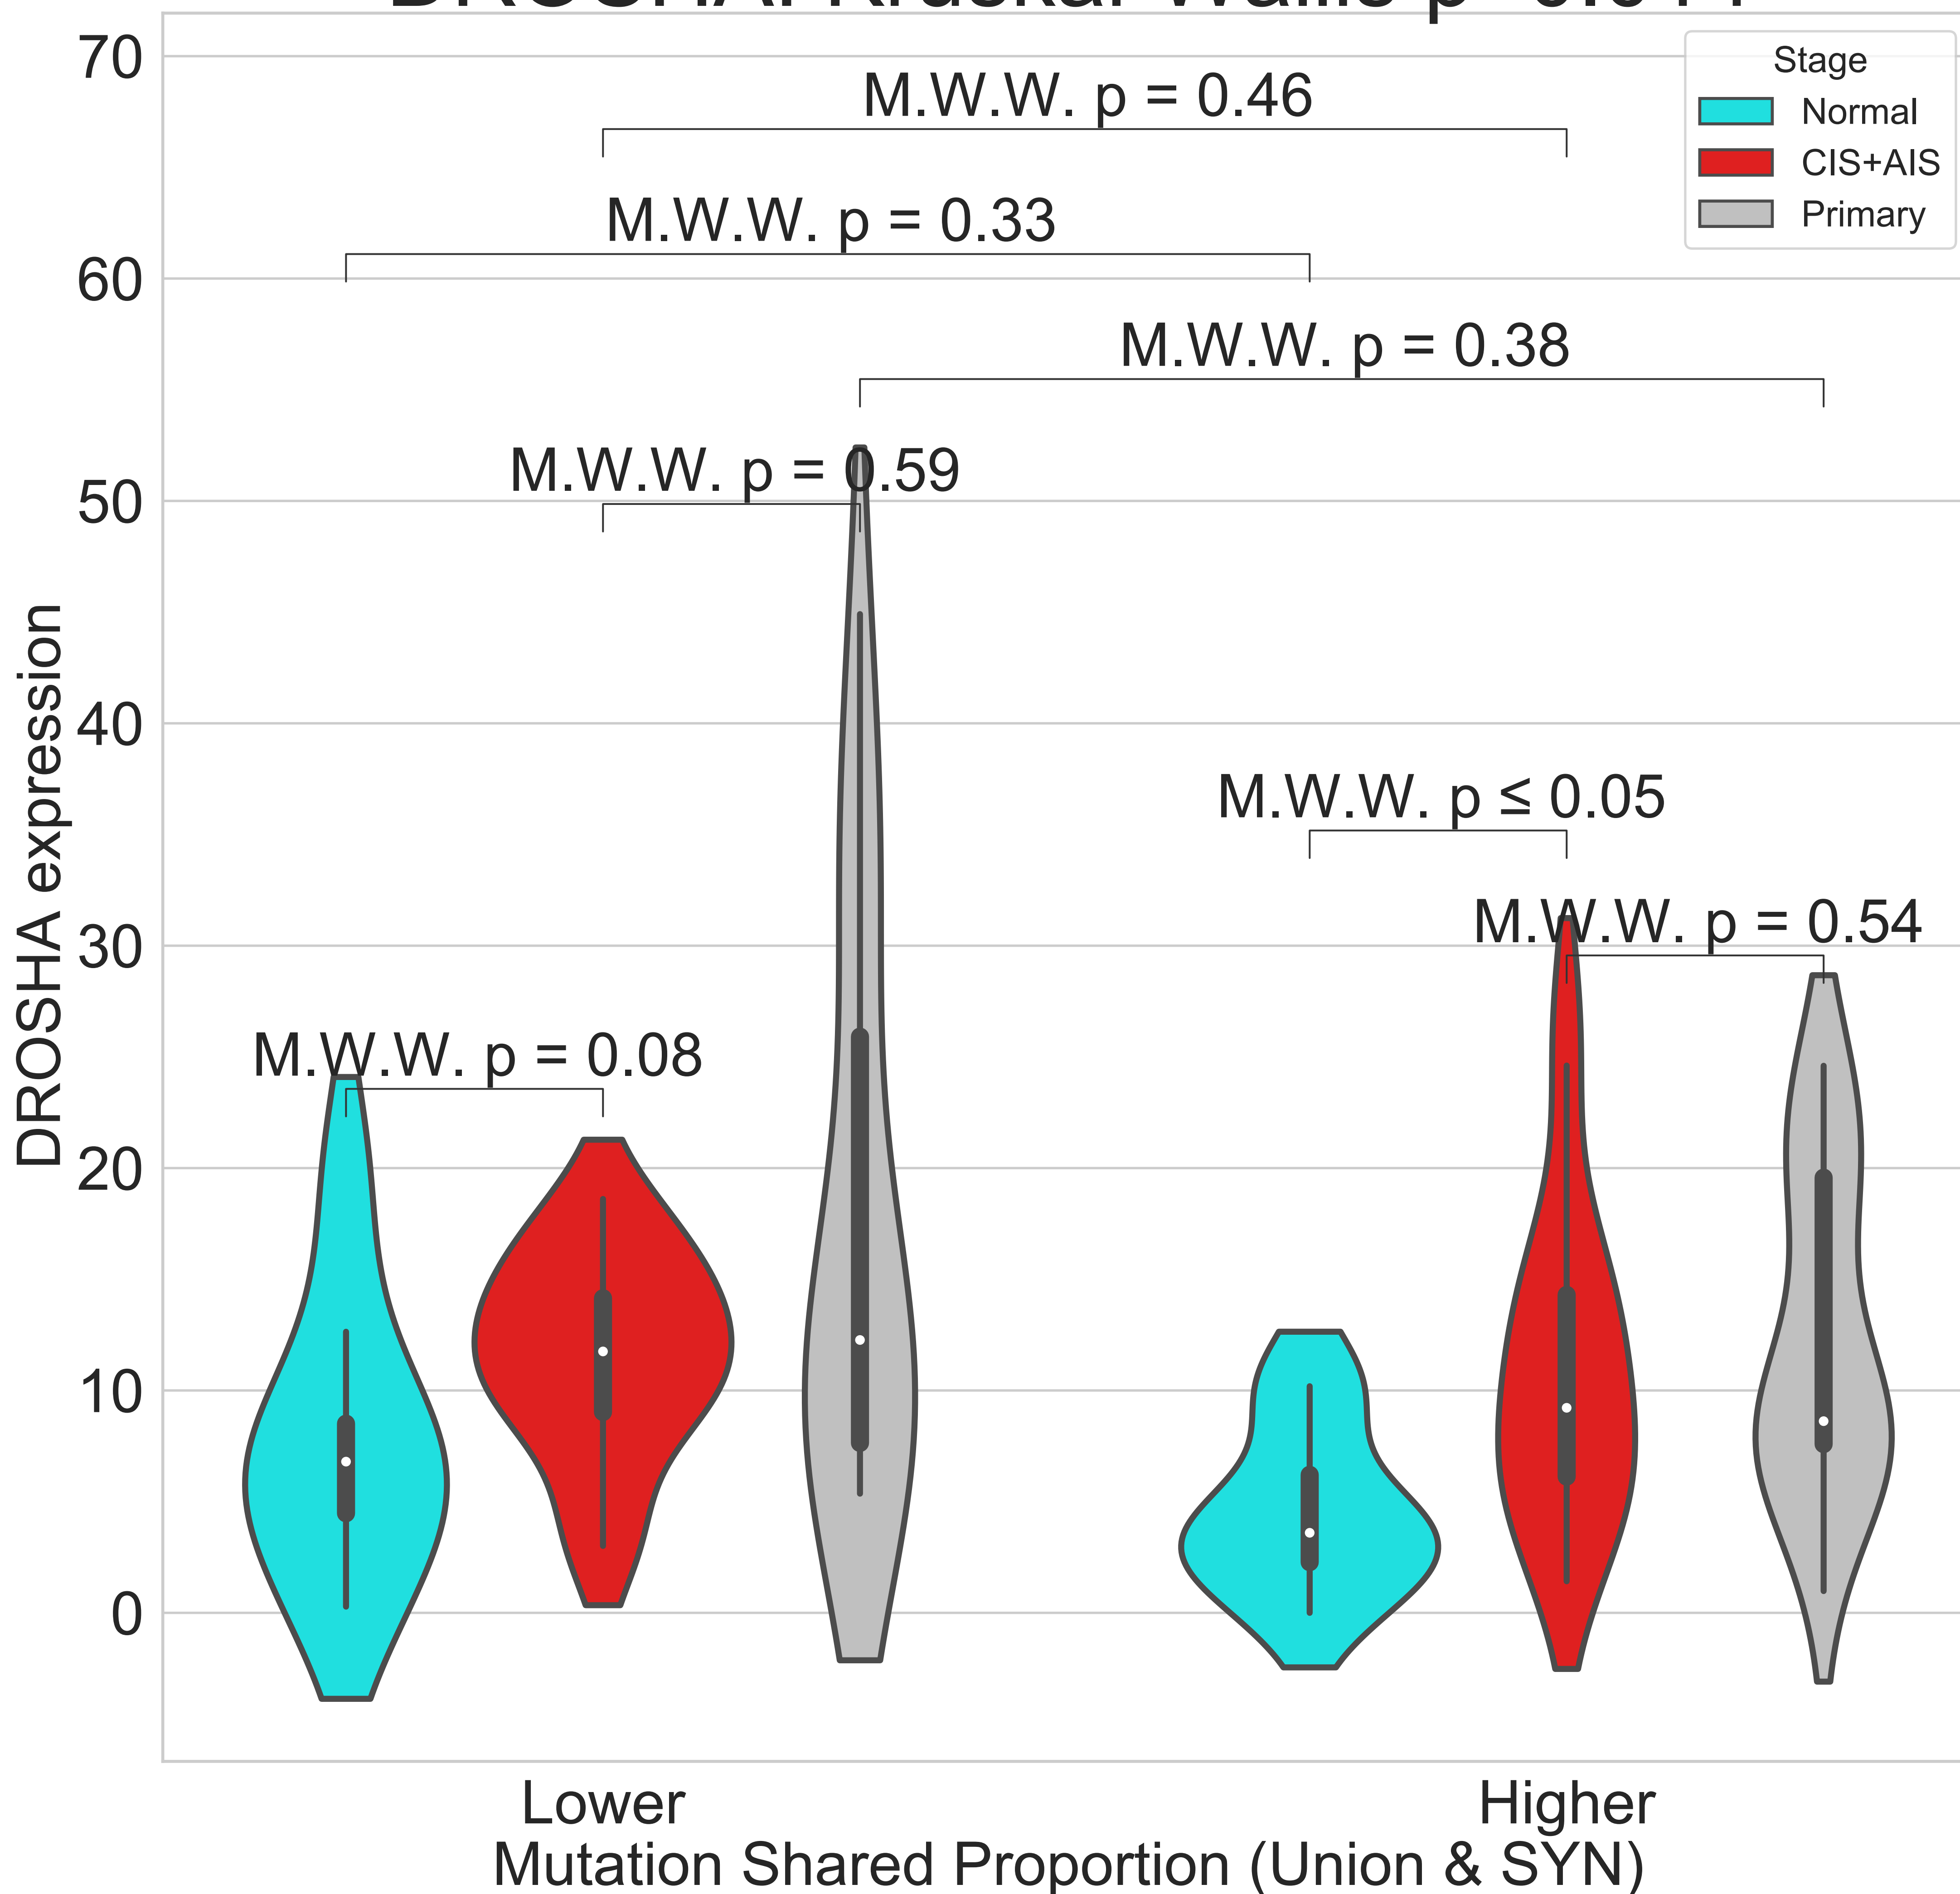 70
60
50
40
30
20
10
0
DROSHA expression
Stage
Normal
CIS+AIS
Primary
M.W.W. p = 0.46
M.W.W. p = 0.33
M.W.W. p = 0.38
M.W.W. p = 0.59
M.W.W. p ≤ 0.05
M.W.W. p = 0.54
M.W.W. p = 0.08
Lower
Higher
Mutation Shared Proportion (Union & SYN)